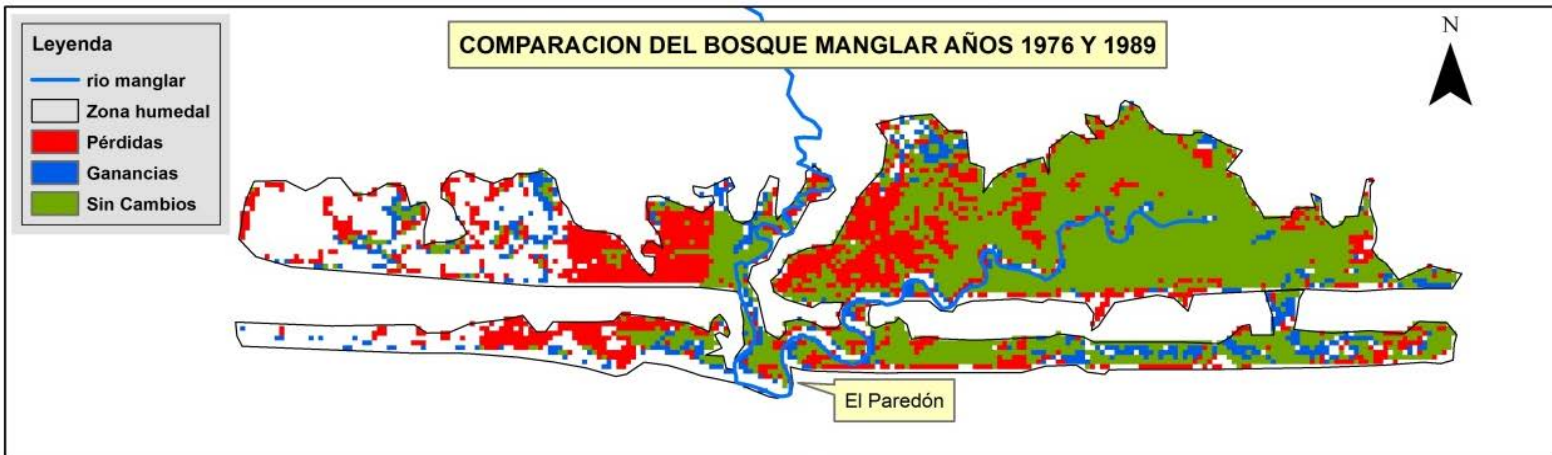 COMPARACION DEL BOSQUE MANGLAR AÑOS 1976 Y 1989
N
Leyenda
rio manglar
Zona humedal
Pérdidas
Ganancias
Sin Cambios
El Paredón